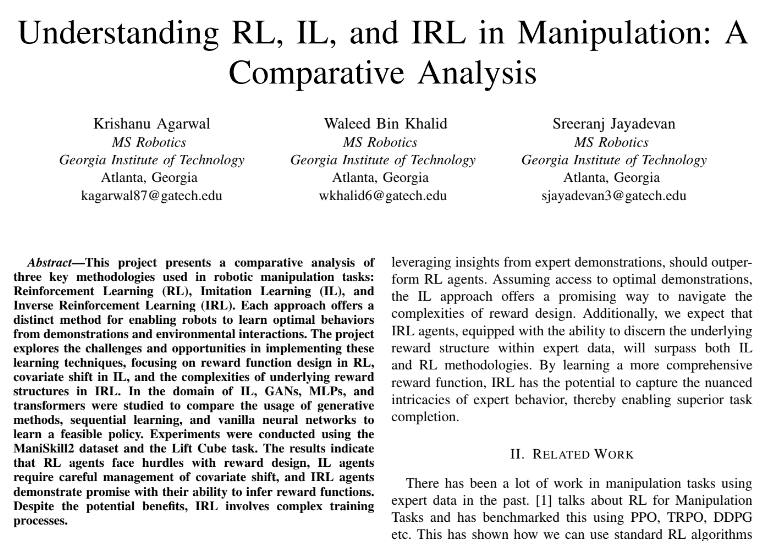 Understanding RL, IL, and IRL in Manipulation: A
Comparative Analysis
Krishanu Agarwal
MS Robotics
Georgia Institute of Technology
Atlanta, Georgia
kagarwal87@gatech.edu
Waleed Bin Khalid
MS Robotics
Georgia Institute of Technology
Atlanta, Georgia
wkhalid6@gatech.edu
Sreeranj Jayadevan
MS Robotics
Georgia Institute of Technology
Atlanta, Georgia
sjayadevan3@gatech.edu
Abstract—This project presents a comparative analysis of
three key methodologies used in robotic manipulation tasks:
Reinforcement Learning (RL), Imitation Learning (IL), and
Inverse Reinforcement Learning (IRL). Each approach offers a
distinct method for enabling robots to learn optimal behaviors
from demonstrations and environmental interactions. The project
explores the challenges and opportunities in implementing these
learning techniques, focusing on reward function design in RL,
covariate shift in IL, and the complexities of underlying reward
structures in IRL. In the domain of IL, GANs, MLPs, and
transformers were studied to compare the usage of generative
methods, sequential learning, and vanilla neural networks to
learn a feasible policy. Experiments were conducted using the
ManiSkill2 dataset and the Lift Cube task. The results indicate
that RL agents face hurdles with reward design, IL agents
require careful management of covariate shift, and IRL agents
demonstrate promise with their ability to infer reward functions.
Despite the potential benefits, IRL involves complex training
processes.
leveraging insights from expert demonstrations, should outper-
form RL agents. Assuming access to optimal demonstrations,
the IL approach offers a promising way to navigate the
complexities of reward design. Additionally, we expect that
IRL agents, equipped with the ability to discern the underlying
reward structure within expert data, will surpass both IL
and RL methodologies. By learning a more comprehensive
reward function, IRL has the potential to capture the nuanced
intricacies of expert behavior, thereby enabling superior task
completion.
II. RELATED WORK
There has been a lot of work in manipulation tasks using
expert data in the past. [1] talks about RL for Manipulation
Tasks and has benchmarked this using PPO, TRPO, DDPG
etc. This has shown how we can use standard RL algorithms